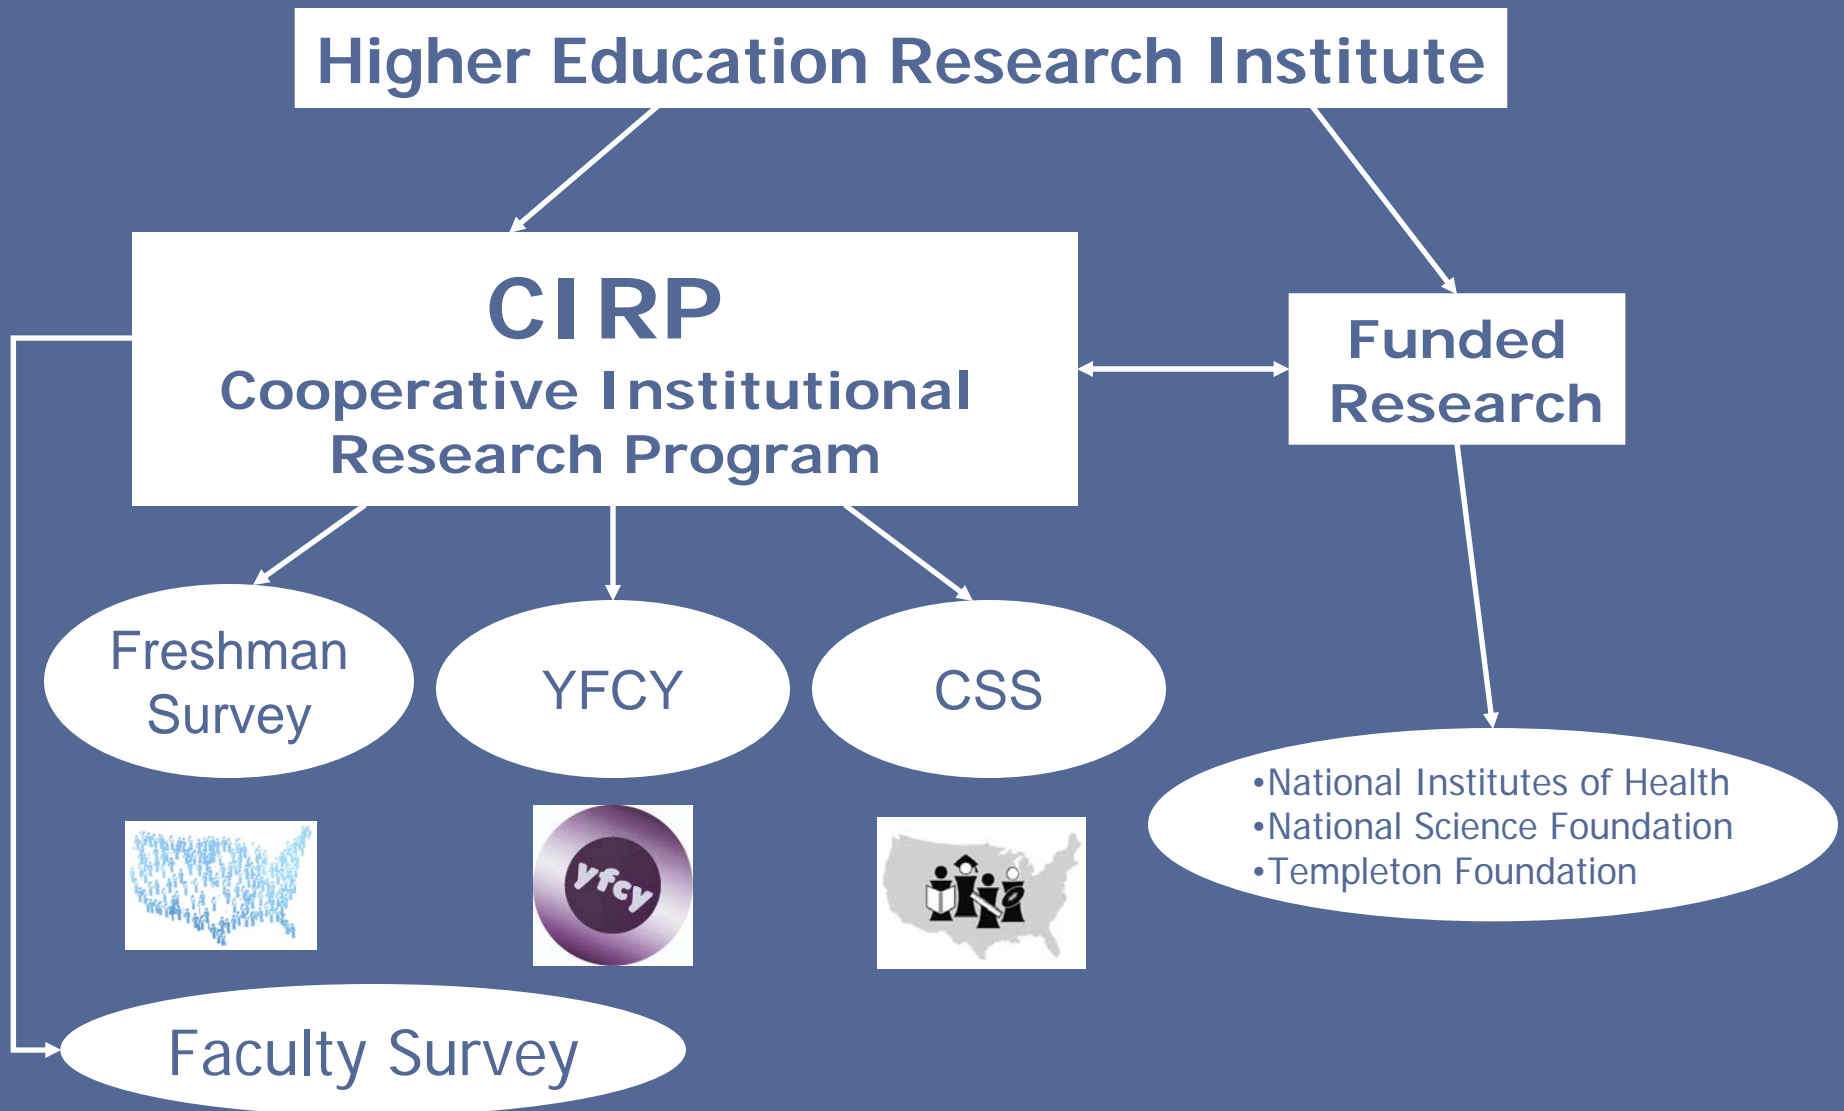 Higher Education Research Institute
CIRP
Cooperative Institutional
Research Program
Funded
Research
Freshman
Survey
YFCY
CSS
•National Institutes of Health
•National Science Foundation
•Templeton Foundation
yfcy
Faculty Survey